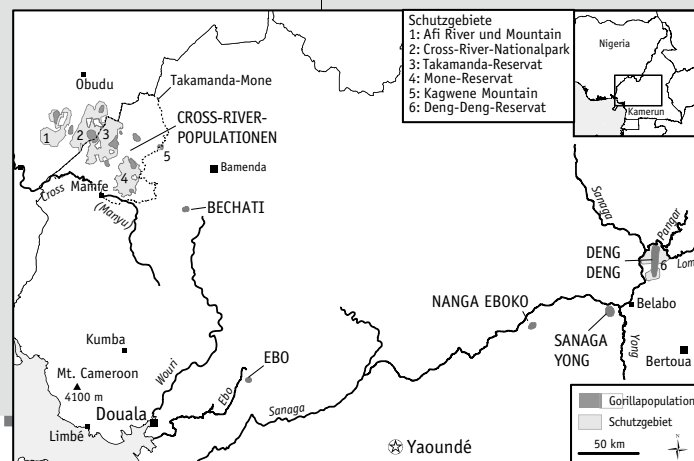 Schutzgebiete
1: Afi River und Mountain
2: Cross-River-Nationalpark
3: Takamanda-Reservat
4: Mone-Reservat
5: Kagwene Mountain
6: Deng-Deng-Reservat
Nigeria
Kamerun
Obudu
Takamanda-Mone
CROSS-RIVER-
POPULATIONEN
1
2
3
4
5
Bamenda
Cross
Mamfe
(Manyu)
BECHATI
Sanaga
Pangar
DENG
DENG
6
Lom
Belabo
NANGA EBOKO
SANAGA
YONG
Yong
Bertoua
Kumba
Mt. Cameroon
4100 m
Wouri
EBO
Ebo
Douala
Limbé
Sanaga
Yaoundé
Gorillapopulation
Schutzgebiet
50 km
N